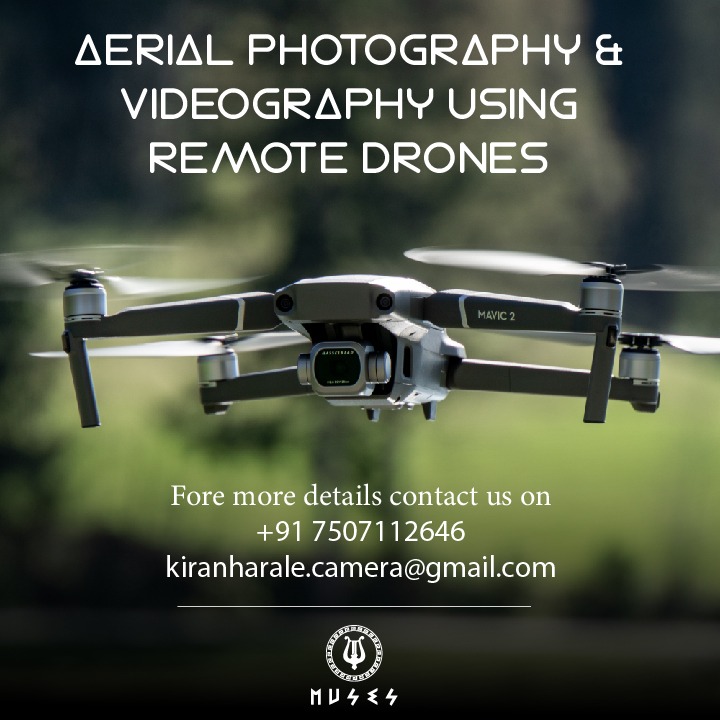 AERIAL PHOTOGRAPHY &
VIDEOGRAPHY USING
REMOTE DRONES
MAVIC 2
HASSELBLAD
Fore more details contact us on
+91 7507112646
kiranharale.camera@gmail.com
MUSES